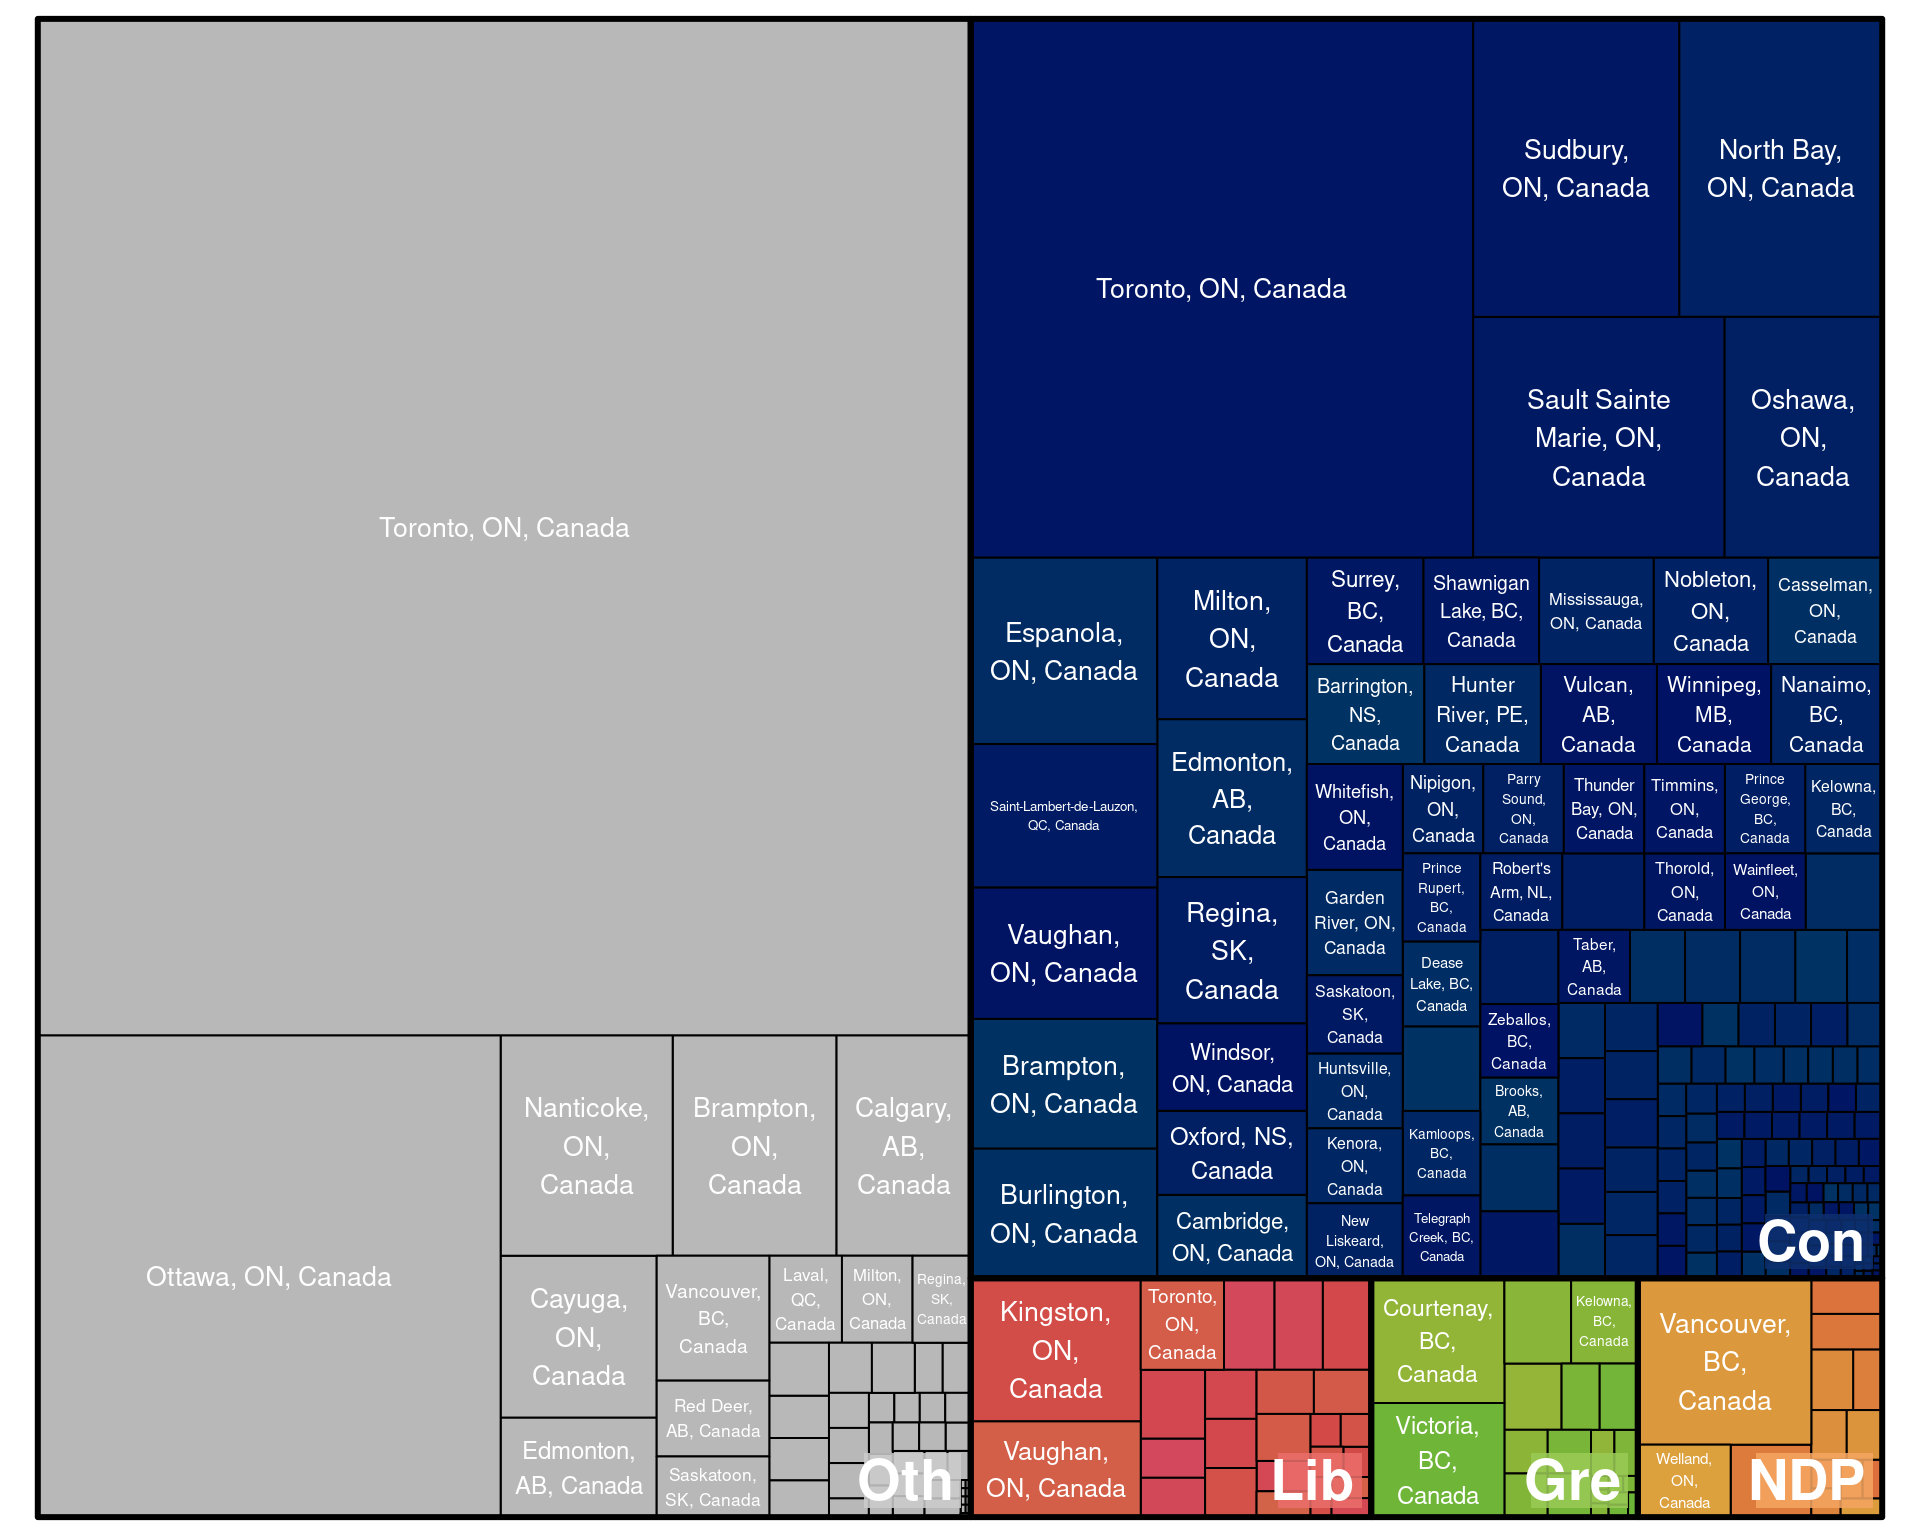 Toronto, ON, Canada
Ottawa, ON, Canada
Nanticoke,
ON,
Canada
Brampton,
ON,
Canada
Calgary,
AB,
Canada
Cayuga,
ON,
Canada
Edmonton,
AB, Canada
Vancouver,
BC,
Canada
Red Deer,
AB, Canada
Saskatoon,
SK, Canada
Laval,
QC,
Canada
Milton,
ON,
Canada
Regina,
SK,
Canada
Oth
Toronto, ON, Canada
Sudbury,
ON, Canada
North Bay,
ON, Canada
Sault Sainte
Marie, ON,
Canada
Oshawa,
ON,
Canada
Espanola,
ON, Canada
Saint-Lambert-de-Lauzon,
QC, Canada
Vaughan,
ON, Canada
Brampton,
ON, Canada
Burlington,
ON, Canada
Milton,
ON,
Canada
Edmonton,
AB,
Canada
Regina,
SK,
Canada
Windsor,
ON, Canada
Oxford, NS,
Canada
Cambridge,
ON, Canada
Surrey,
BC,
Canada
Shawnigan
Lake, BC,
Canada
Mississauga,
ON, Canada
Nobleton,
ON,
Canada
Casselman,
ON,
Canada
Barrington,
NS,
Canada
Hunter
River, PE,
Canada
Vulcan,
AB,
Canada
Winnipeg,
MB,
Canada
Nanaimo,
BC,
Canada
Whitefish,
ON,
Canada
Garden
River, ON,
Canada
Saskatoon,
SK,
Canada
Huntsville,
ON,
Canada
Kenora,
ON,
Canada
New
Liskeard,
ON, Canada
Nipigon,
ON,
Canada
Parry
Sound,
ON,
Canada
Thunder
Bay, ON,
Canada
Timmins,
ON,
Canada
Prince
George,
BC,
Canada
Kelowna,
BC,
Canada
Prince
Rupert,
BC,
Canada
Dease
Lake, BC,
Canada
Kamloops,
BC,
Canada
Telegraph
Creek, BC,
Canada
Robert's
Arm, NL,
Canada
Thorold,
ON,
Canada
Wainfleet,
ON,
Canada
Taber,
AB,
Canada
Zeballos,
BC,
Canada
Brooks,
AB,
Canada
Con
Kingston,
ON,
Canada
Vaughan,
ON, Canada
Toronto,
ON,
Canada
Lib
Courtenay,
BC,
Canada
Victoria,
BC,
Canada
Kelowna,
BC,
Canada
Gre
Vancouver,
BC,
Canada
Welland,
ON,
Canada
NDP